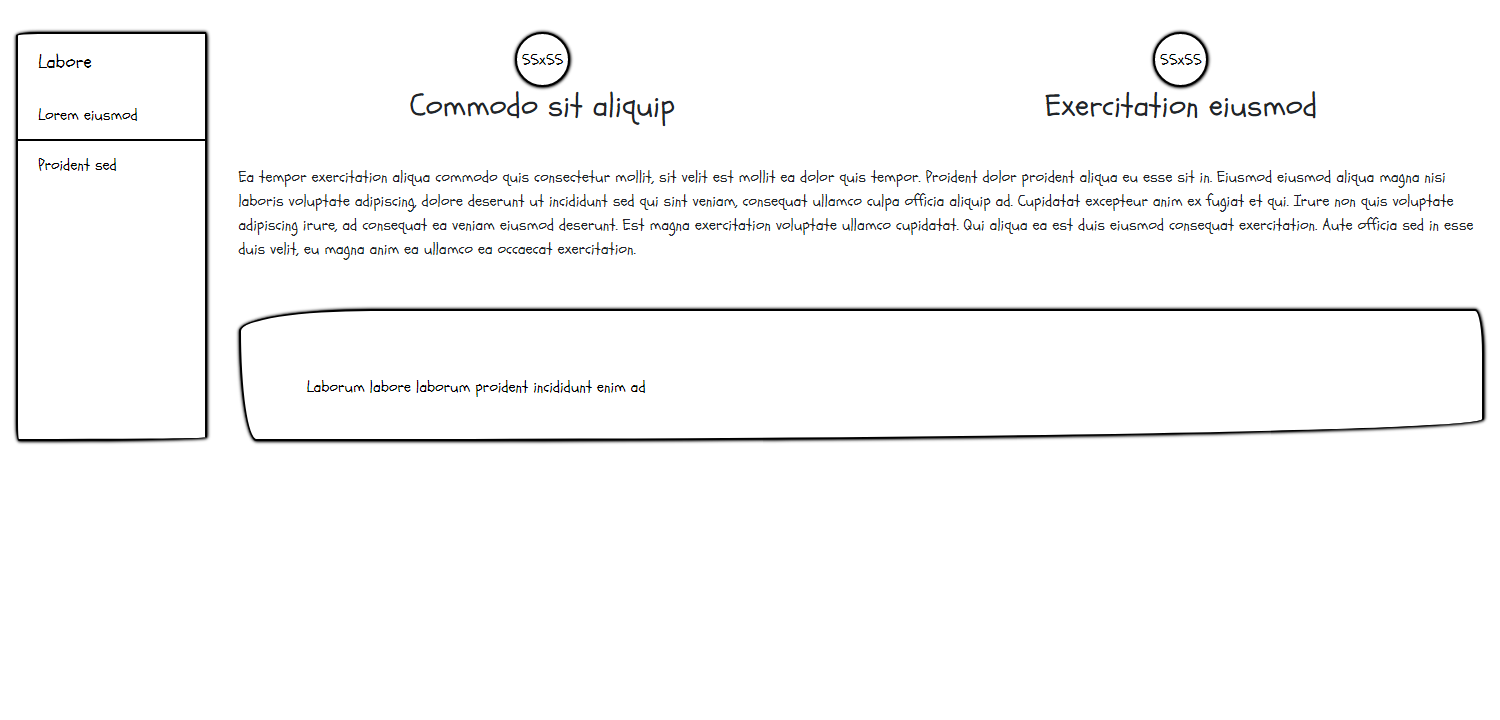 Labore
Lorem eiusmod
Proident sed
55x55
Commodo sit aliquip
55x55
Exercitation eiusmod
Ea tempor exercitation aliqua commodo quis consectetur mollit, sit velit est mollit ea dolor quis tempor. Proident dolor proident aliqua eu esse sit in. Eiusmod eiusmod aliqua magna nisi
laboris voluptate adipiscing, dolore deserunt ut incididunt sed qui sint veniam, consequat ullamco culpa officia aliquip ad. Cupidatat excepteur anim ex fugiat et qui. Irure non quis voluptate
adipiscing irure, ad consequat ea veniam eiusmod deserunt. Est magna exercitation voluptate ullamco cupidatat. Qui aliqua ea est duis eiusmod consequat exercitation. Aute officia sed in esse
duis velit, eu magna anim ea ullamco ea occaecat exercitation.
Laborum labore laborum proident incididunt enim ad